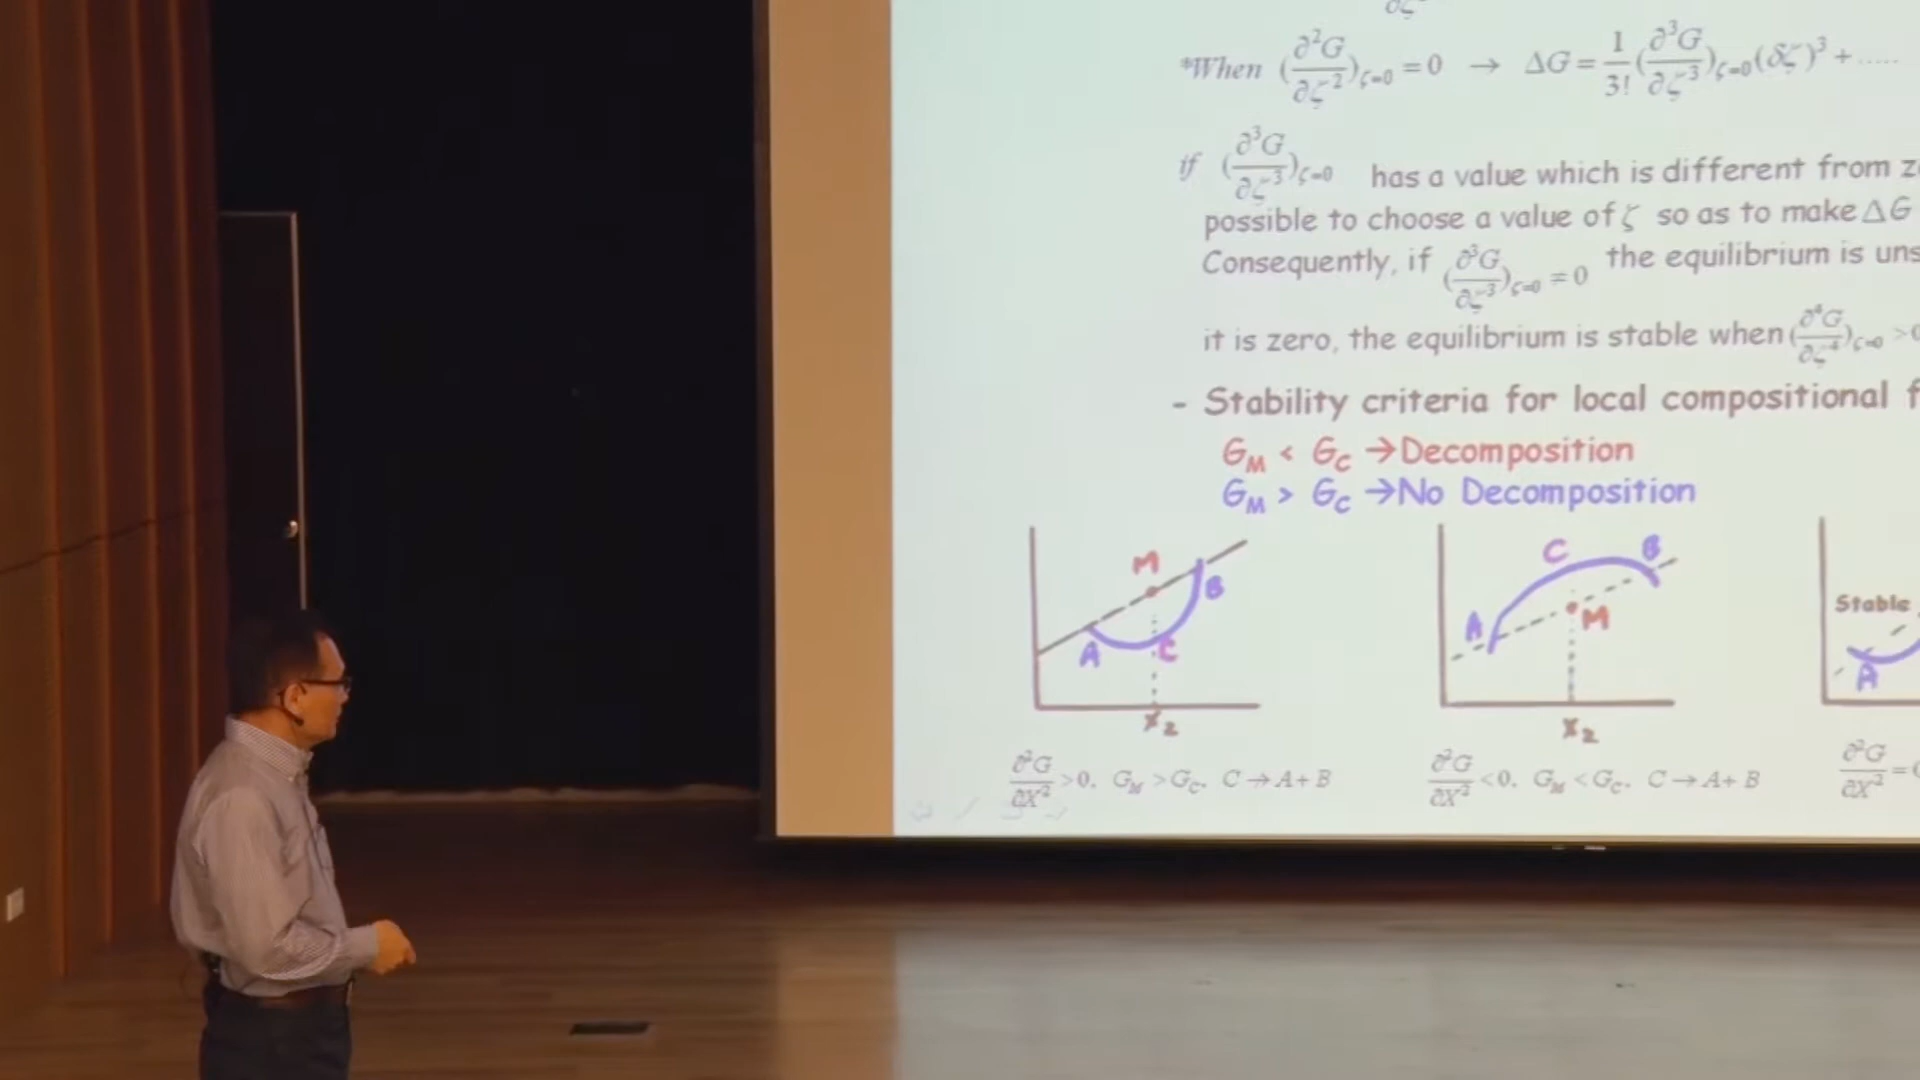 *When (∂²G/∂ζ²)ζ=0 = 0 → ΔG = 1/3! (∂³G/∂ζ³)ζ=0 (δζ)³ + .....
if (∂³G/∂ζ³)ζ=0 has a value which is different from
possible to choose a value of ζ so as to make ΔG
Consequently, if (∂³G/∂ζ³)ζ=0 ≠ 0 the equilibrium is
it is zero, the equilibrium is stable when (∂⁴G/∂ζ⁴)ζ=0 >
- Stability criteria for local compositional
G_M < G_C → Decomposition
G_M > G_C → No Decomposition
M
B
A
C
X₂
C
B
A
M
X₂
Stable
A
∂²G/∂X² >0, G_M >G_C, C → A+ B
∂²G/∂X² <0, G_M <G_C, C → A+ B
∂²G/∂X² =